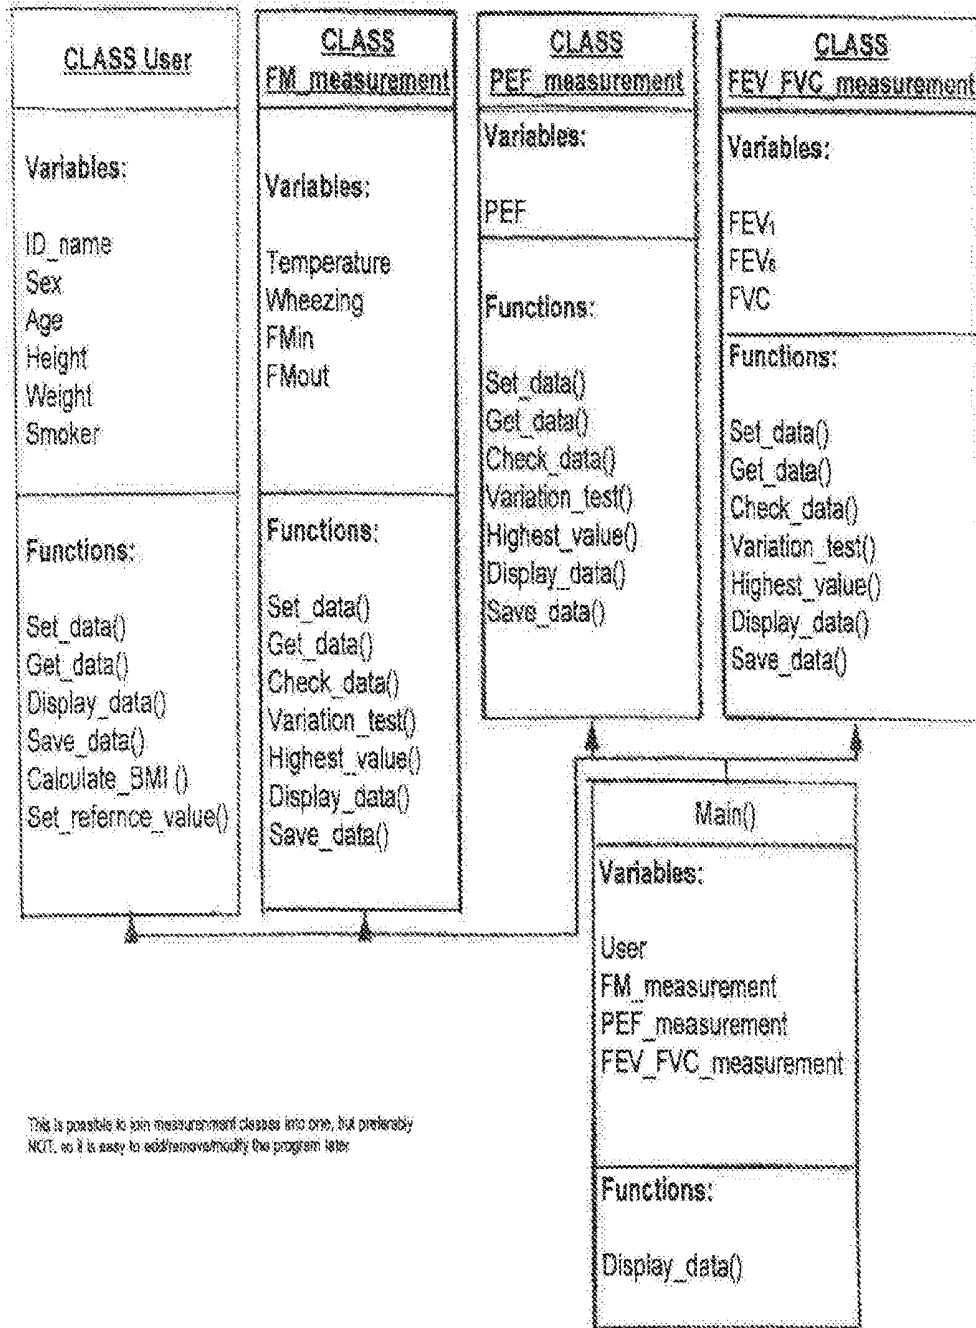 CLASS User
Variables:
ID_name
Sex
Age
Height
Weight
Smoker
Functions:
Set_data()
Get_data()
Display_data()
Save_data()
Calculate_BMI ()
Set_refernce_value()
CLASS
FM_measurement
Variables:
Temperature
Wheezing
FMin
FMout
Functions:
Set_data()
Get_data()
Check_data()
Variation_test()
Highest_value()
Display_data()
Save_data()
CLASS
PEF_measurement
Variables:
PEF
Functions:
Set_data()
Get_data()
Check_data()
Variation_test()
Highest_value()
Display_data()
Save_data()
CLASS
FEV_FVC_measurement
Variables:
FEV₁
FEV₆
FVC
Functions:
Set_data()
Get_data()
Check_data()
Variation_test()
Highest_value()
Display_data()
Save_data()
Main()
Variables:
User
FM_measurement
PEF_measurement
FEV_FVC_measurement
Functions:
Display_data()
This is possible to join measurenment classes into one, but preferably
NOT, so it is easy to add/remove/modify the program later